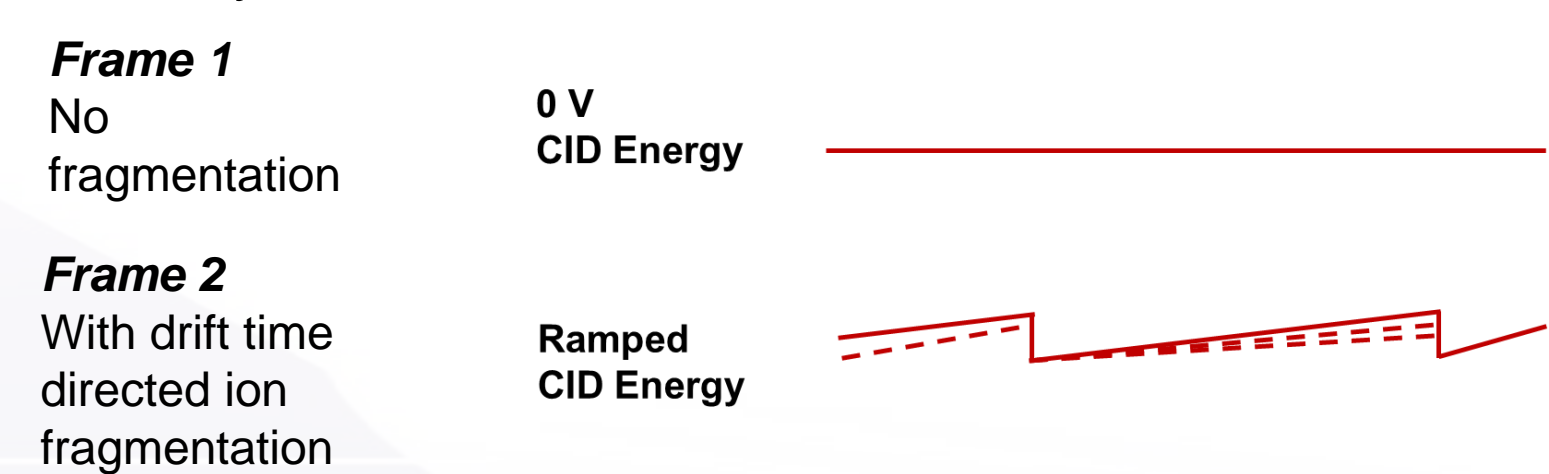 Frame 1
No
fragmentation
0 V
CID Energy
Frame 2
With drift time
directed ion
fragmentation
Ramped
CID Energy